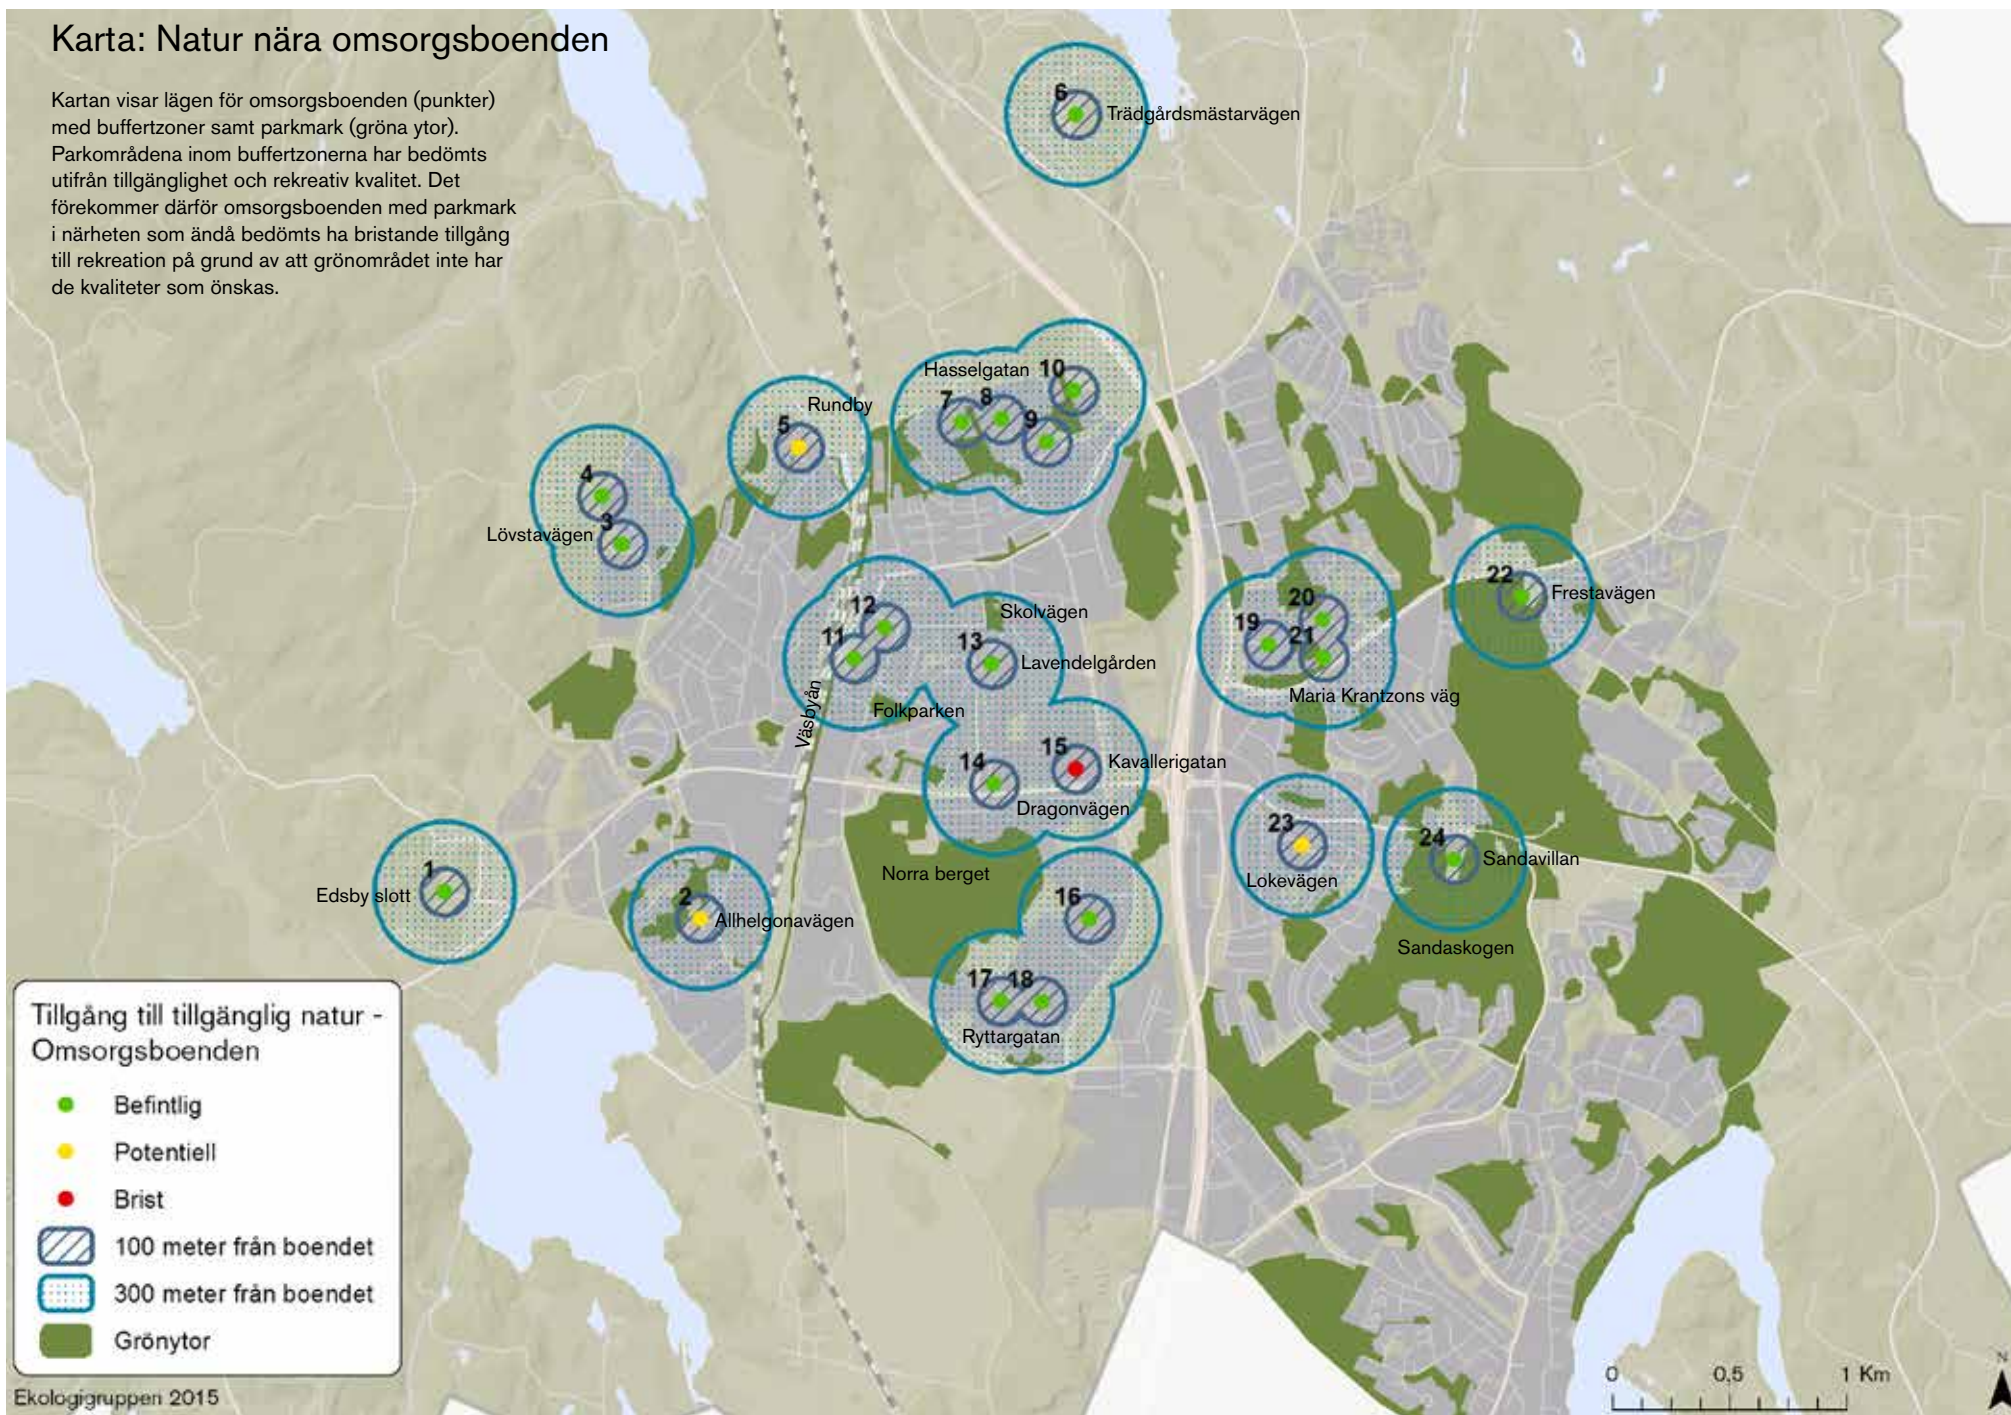 Karta: Natur nära omsorgsboenden
Kartan visar lägen för omsorgsboenden (punkter)
med buffertzoner samt parkmark (gröna ytor).
Parkområdena inom buffertzonerna har bedömts
utifrån tillgänglighet och rekreativ kvalitet. Det
förekommer därför omsorgsboenden med parkmark
i närheten som ändå bedömts ha bristande tillgång
till rekreation på grund av att grönområdet inte har
de kvaliteter som önskas.
6
Trädgårdsmästarvägen
Hasselgatan
10
7
8
9
Rundby
5
4
3
Lövstavägen
12
11
Skolvägen
13
Lavendelgården
Folkparken
Väsbyån
20
19
21
Maria Krantzons väg
22
Frestavägen
15
Kavallerigatan
14
Dragonvägen
Norra berget
23
Lokevägen
24
Sandavillan
Sandaskogen
1
Edsby slott
2
Allhelgonavägen
16
17
18
Ryttargatan
Tillgång till tillgänglig natur -
Omsorgsboenden
Befintlig
Potentiell
Brist
100 meter från boendet
300 meter från boendet
Grönytor
Ekologigruppen 2015
0
0,5
1 Km
N